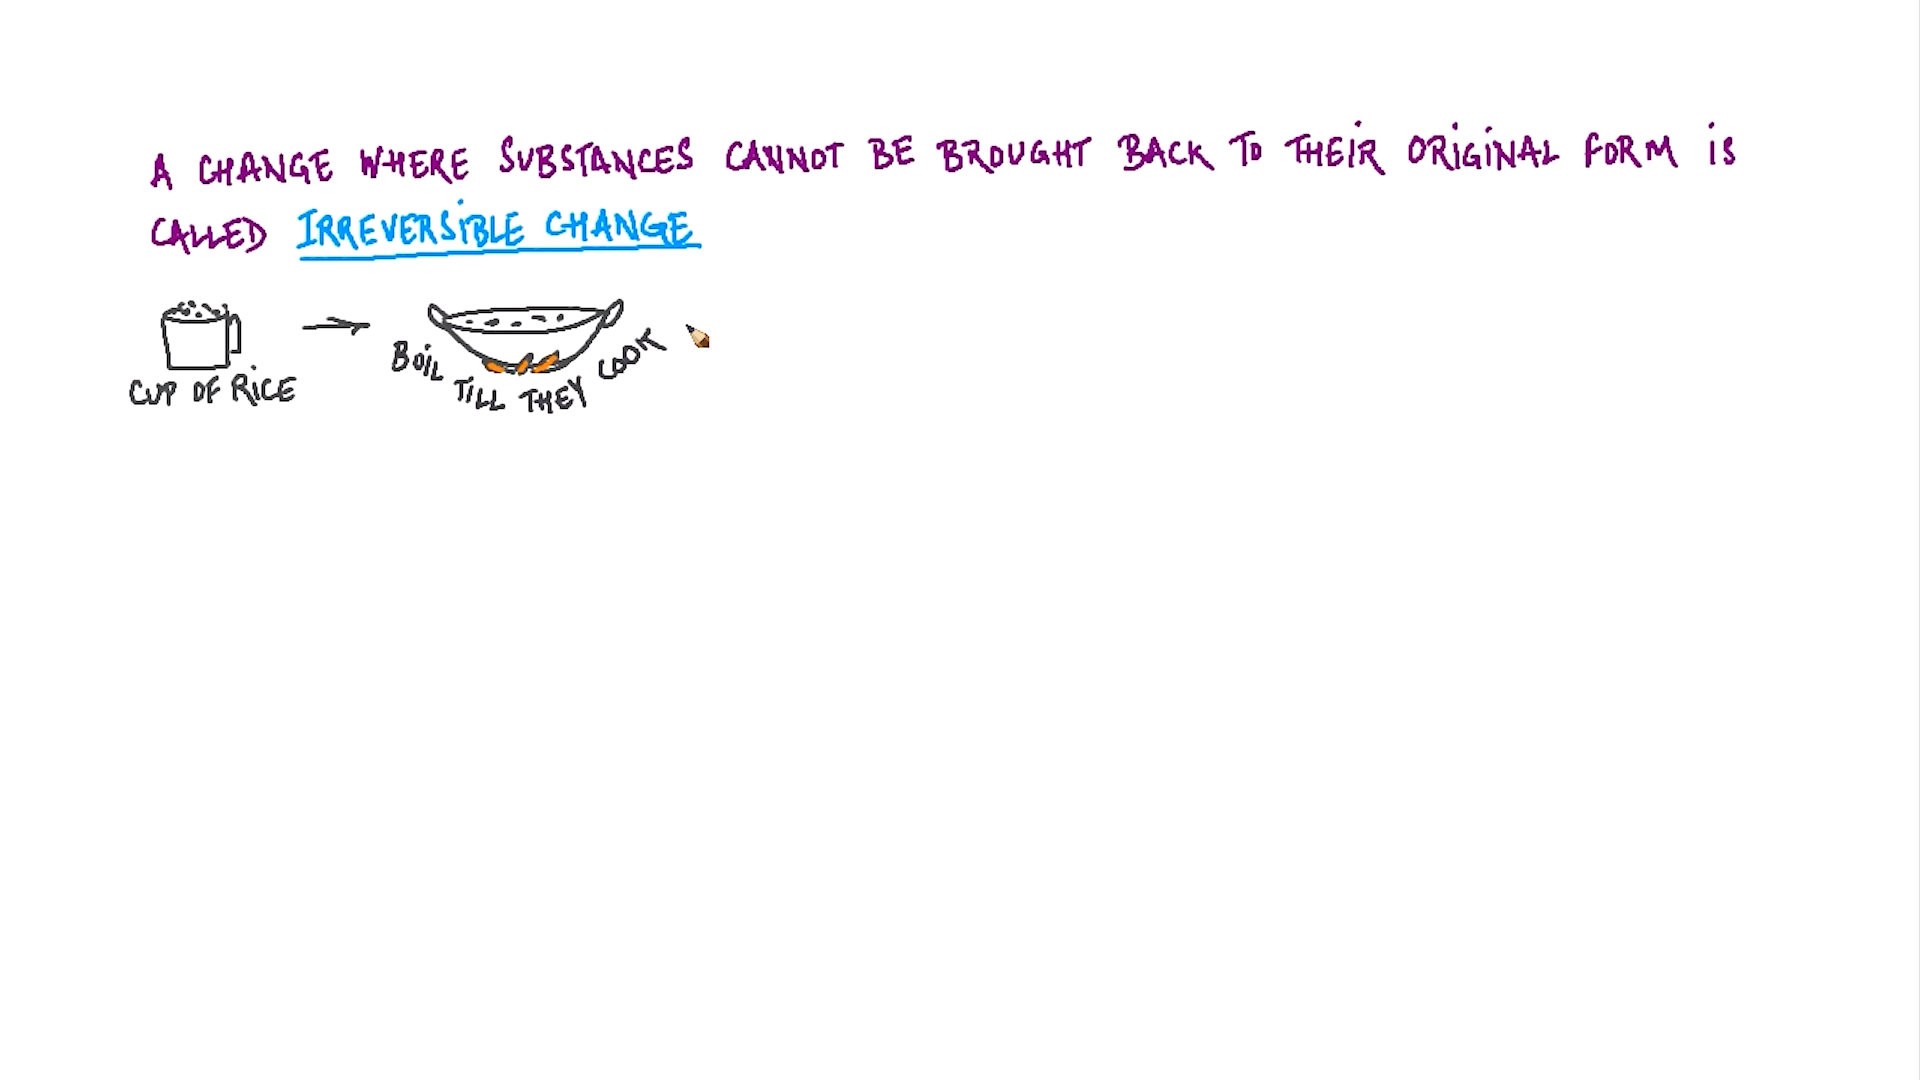 A CHANGE WHERE SUBSTANCES CANNOT BE BROUGHT BACK TO THEIR ORIGINAL FORM IS
CALLED IRREVERSIBLE CHANGE
CUP OF RICE
BOIL TILL THEY COOK